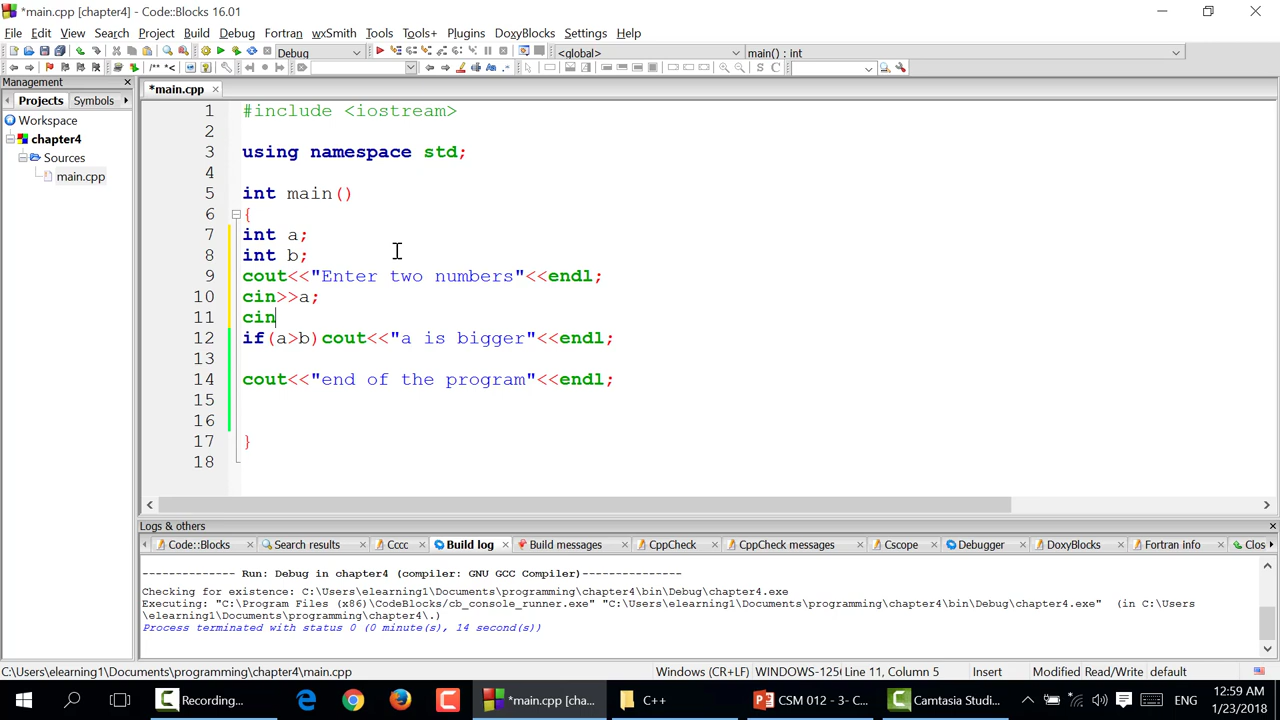 *main.cpp [chapter4] - Code::Blocks 16.01
File Edit View Search Project Build Debug Fortran wxSmith Tools Tools+ Plugins DoxyBlocks Settings Help
Debug <global> main() : int
/** *<
Management
Projects Symbols
Workspace
chapter4
Sources
main.cpp
*main.cpp
1 #include <iostream>
2
3 using namespace std;
4
5 int main()
6 {
7 int a;
8 int b;
9 cout<<"Enter two numbers"<<endl;
10 cin>>a;
11 cin
12 if(a>b)cout<<"a is bigger"<<endl;
13
14 cout<<"end of the program"<<endl;
15
16
17 }
18
Logs & others
Code::Blocks Search results Cccc Build log Build messages CppCheck CppCheck messages Cscope Debugger DoxyBlocks Fortran info Clos
-------------- Run: Debug in chapter4 (compiler: GNU GCC Compiler)---------------
Checking for existence: C:\Users\elearning1\Documents\programming\chapter4\bin\Debug\chapter4.exe
Executing: "C:\Program Files (x86)\CodeBlocks/cb_console_runner.exe" "C:\Users\elearning1\Documents\programming\chapter4\bin\Debug\chapter4.exe"  (in C:\Users
\elearning1\Documents\programming\chapter4\.)
Process terminated with status 0 (0 minute(s), 14 second(s))
C:\Users\elearning1\Documents\programming\chapter4\main.cpp Windows (CR+LF) WINDOWS-125 Line 11, Column 5 Insert Modified Read/Write default
Recording... *main.cpp [cha... C++ CSM 012 - 3- C... Camtasia Studi... ENG
12:59 AM
1/23/2018